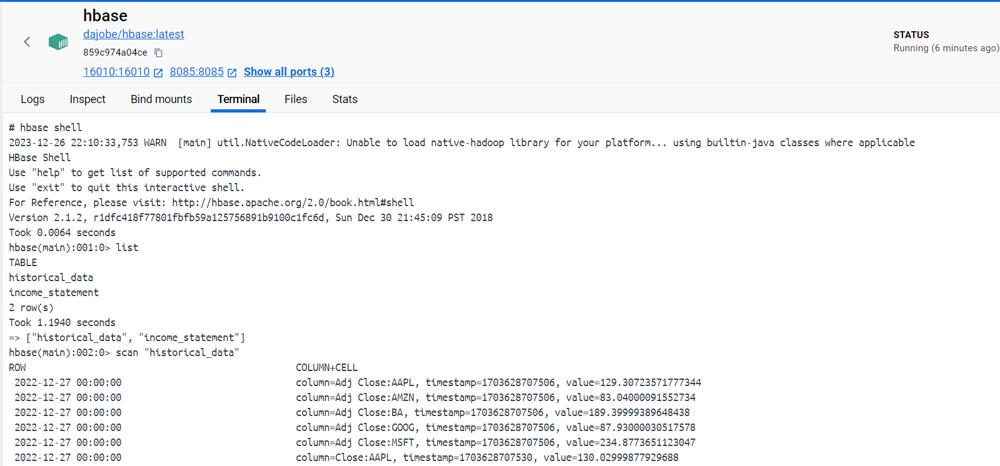 hbase
dajobe/hbase:latest
859c974a04ce
16010:16010 8085:8085 Show all ports (3)
STATUS
Running (6 minutes ago)
Logs Inspect Bind mounts Terminal Files Stats
# hbase shell
2023-12-26 22:10:33,753 WARN  [main] util.NativeCodeLoader: Unable to load native-hadoop library for your platform... using builtin-java classes where applicable
HBase Shell
Use "help" to get list of supported commands.
Use "exit" to quit this interactive shell.
For Reference, please visit: http://hbase.apache.org/2.0/book.html#shell
Version 2.1.2, r1dfc418f77801fbfb59a125756891b9100c1fc6d, Sun Dec 30 21:45:09 PST 2018
Took 0.0064 seconds
hbase(main):001:0> list
TABLE
historical_data
income_statement
2 row(s)
Took 1.1940 seconds
=> ["historical_data", "income_statement"]
hbase(main):002:0> scan "historical_data"
ROW COLUMN+CELL
2022-12-27 00:00:00 column=Adj Close:AAPL, timestamp=1703628707506, value=129.30723571777344
2022-12-27 00:00:00 column=Adj Close:AMZN, timestamp=1703628707506, value=83.04000091552734
2022-12-27 00:00:00 column=Adj Close:BA, timestamp=1703628707506, value=189.39999389648438
2022-12-27 00:00:00 column=Adj Close:GOOG, timestamp=1703628707506, value=87.93000030517578
2022-12-27 00:00:00 column=Adj Close:MSFT, timestamp=1703628707506, value=234.8773651123047
2022-12-27 00:00:00 column=Close:AAPL, timestamp=1703628707530, value=130.02999877929688